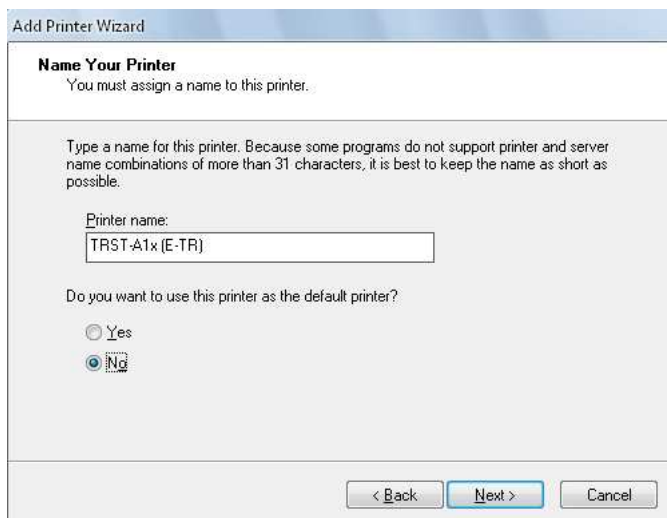 Add Printer Wizard
Name Your Printer
You must assign a name to this printer.
Type a name for this printer. Because some programs do not support printer and server
name combinations of more than 31 characters, it is best to keep the name as short as
possible.
Printer name:
TRST-A1x (E-TR)
Do you want to use this printer as the default printer?
Yes
No
< Back Next > Cancel